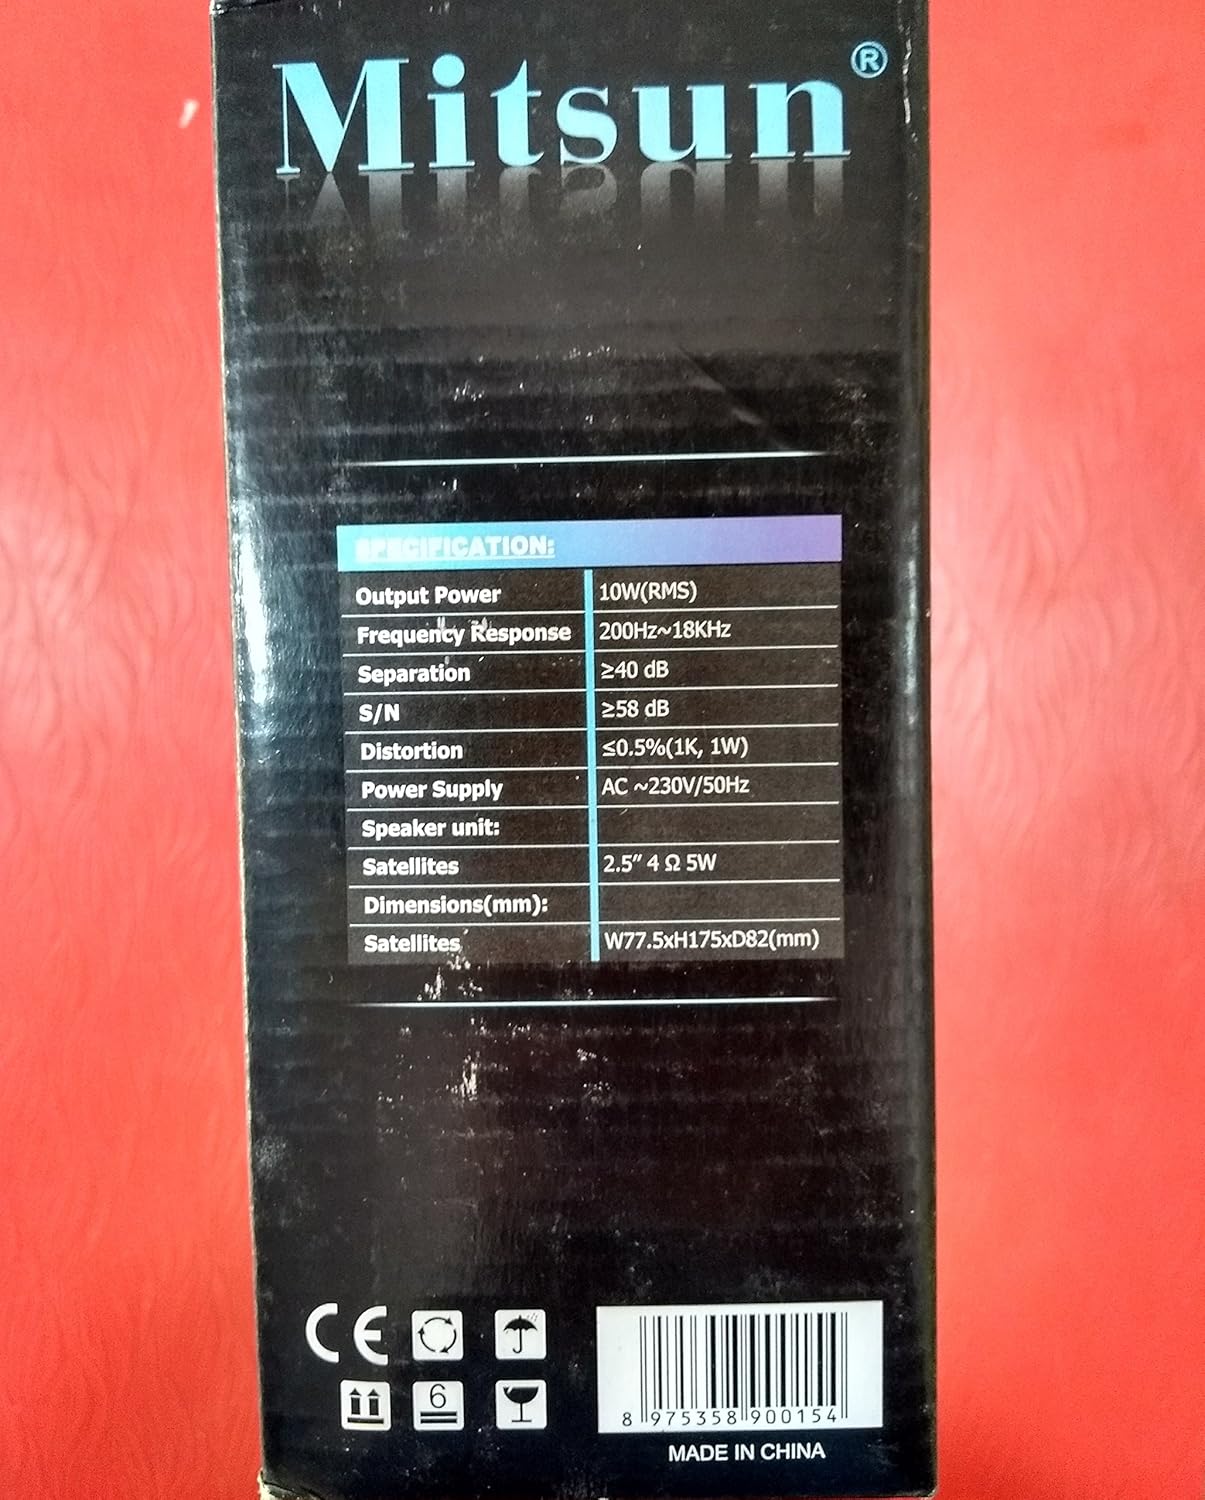 Mitsun®
SPECIFICATION:
Output Power 10W(RMS)
Frequency Response 200Hz~18KHz
Separation ≥40 dB
S/N ≥58 dB
Distortion ≤0.5%(1K, 1W)
Power Supply AC ~230V/50Hz
Speaker unit:
Satellites 2.5″ 4 Ω 5W
Dimensions(mm):
Satellites W77.5xH175xD82(mm)
CE
6
8 975358 900154
MADE IN CHINA